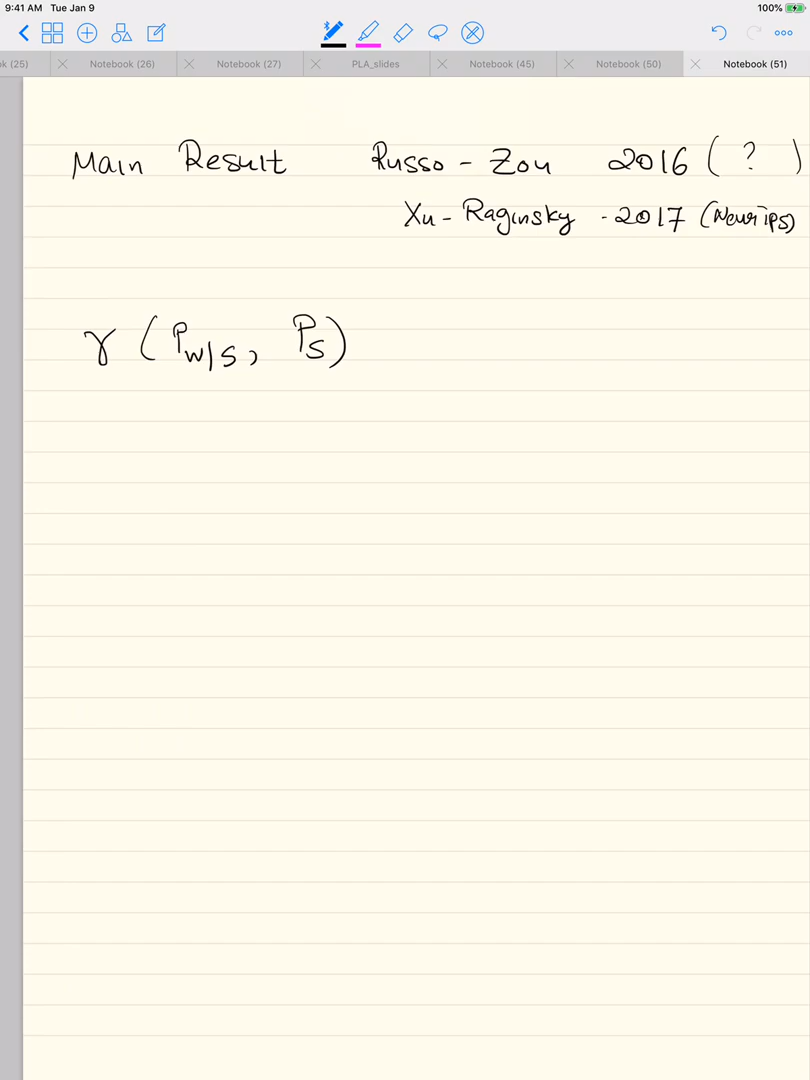 9:41 AM Tue Jan 9 100%
k (25) Notebook (26) Notebook (27) PLA_slides Notebook (45) Notebook (50) Notebook (51)
Main Result Russo - Zou 2016 ( ? )
Xu - Raginsky - 2017 (Neurips)
γ ( P_{W|S}, P_S )